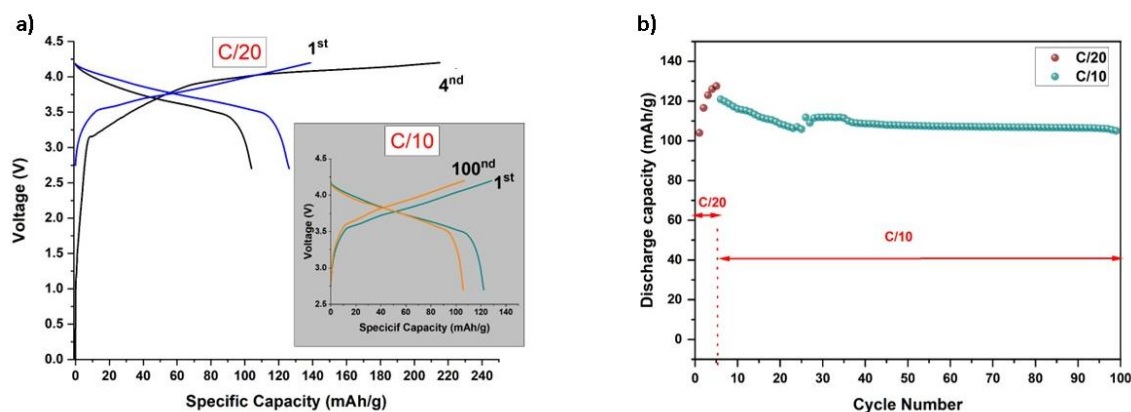 a)
C/20
1st
4nd
4.5
4.0
3.5
3.0
2.5
2.0
1.5
1.0
0.5
0.0
Voltage (V)
0 20 40 60 80 100 120 140 160 180 200 220 240
Specific Capacity (mAh/g)
C/10
100nd
1st
4.5
4.0
3.5
3.0
2.5
Voltage (V)
0 20 40 60 80 100 120 140
Specicif Capacity (mAh/g)
b)
C/20
C/10
140
120
100
80
60
40
20
0
Discharge capacity (mAh/g)
C/20
C/10
0 10 20 30 40 50 60 70 80 90 100
Cycle Number